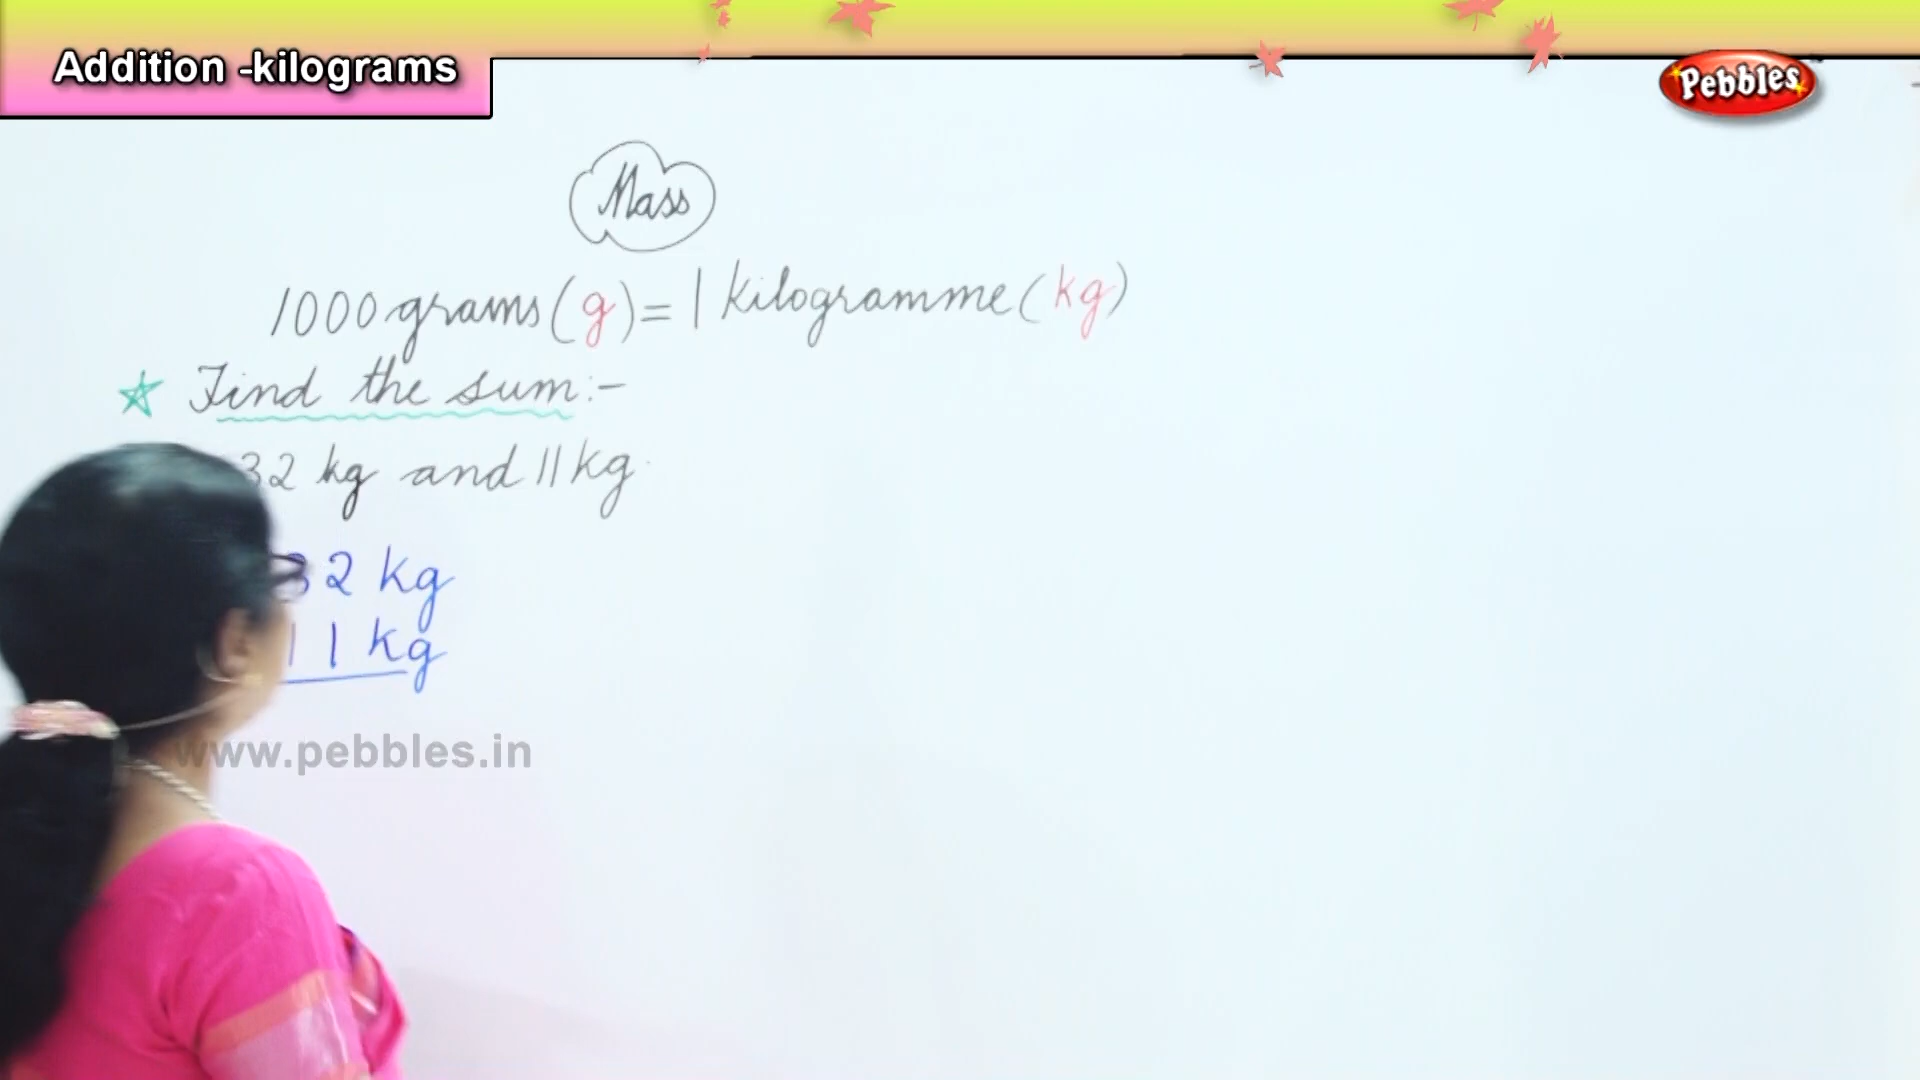 Addition -kilograms
Pebbles
Mass
1000 grams (g) = 1 kilogramme (kg)
Find the sum:-
32 kg and 11 kg
32 kg
11 kg
www.pebbles.in